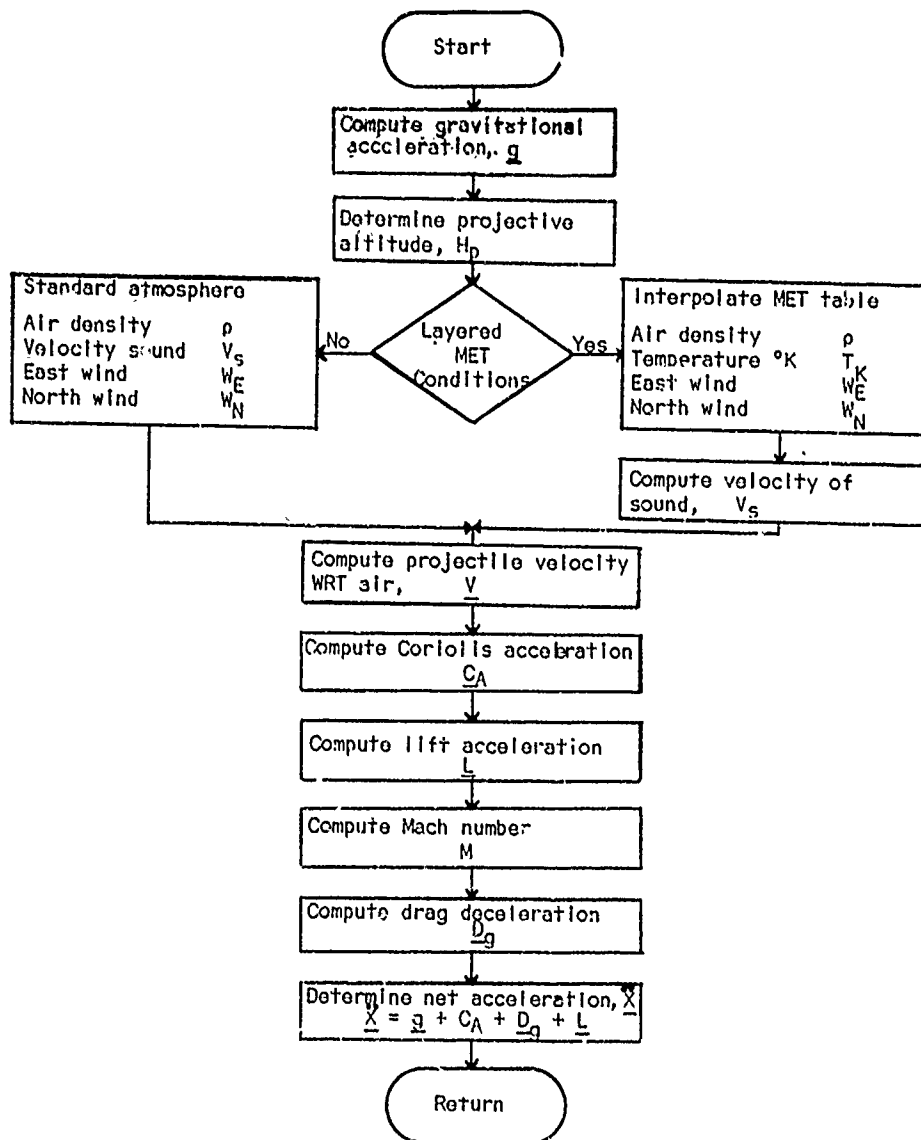 Start
Compute gravitational
acceleration, g
Determine projective
altitude, Hp
Standard atmosphere
Air density ρ
Velocity sound Vs
East wind WE
North wind WN
No
Layered
MET
Conditions
Yes
Interpolate MET table
Air density ρ
Temperature °K TK
East wind WE
North wind WN
Compute velocity of
sound, Vs
Compute projectile velocity
WRT air, V
Compute Coriolis acceleration
CA
Compute lift acceleration
L
Compute Mach number
M
Compute drag deceleration
Dg
Determine net acceleration, Ẍ
Ẍ = g + CA + Dg + L
Return